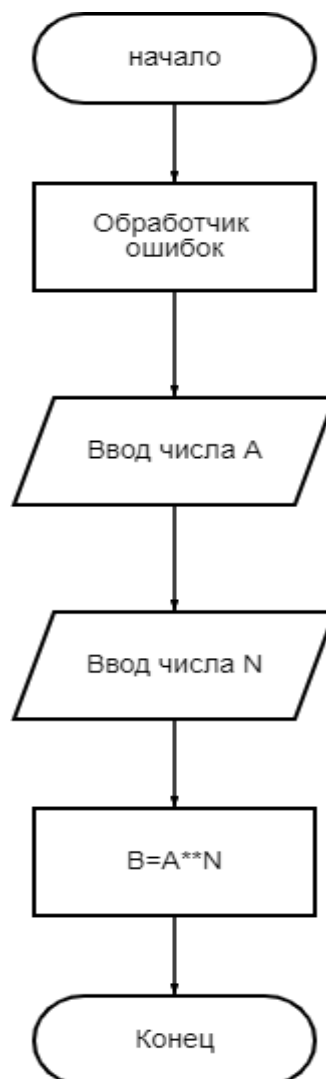 начало
Обработчик
ошибок
Ввод числа A
Ввод числа N
B=A**N
Конец